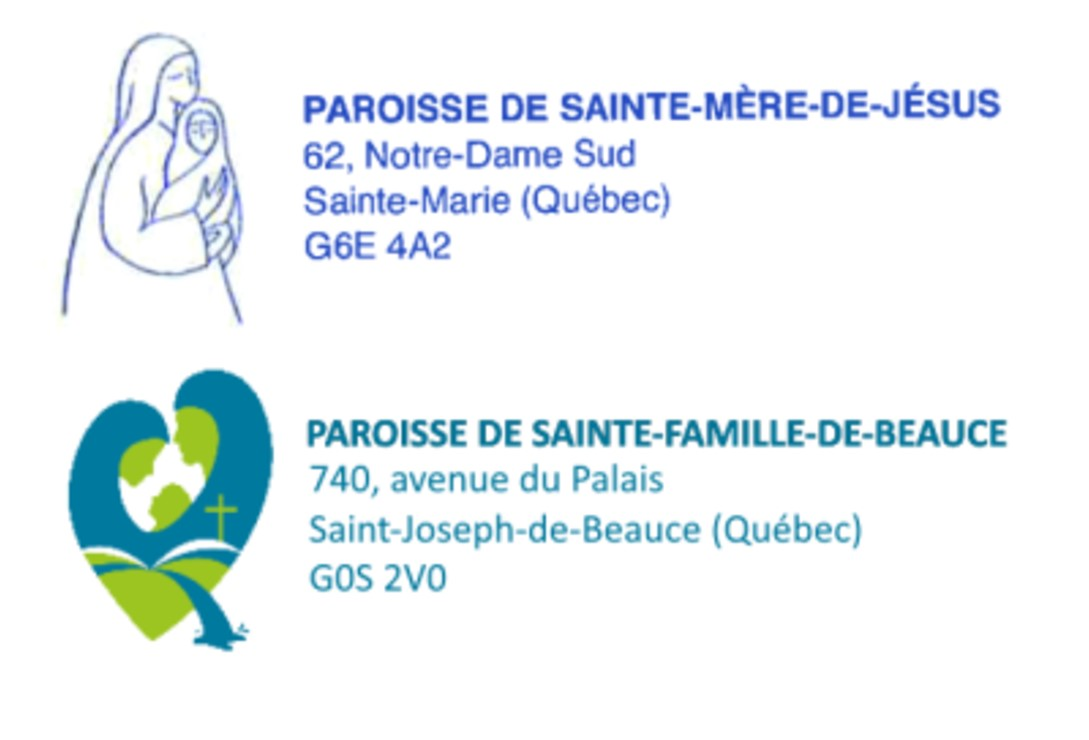 PAROISSE DE SAINTE-MÈRE-DE-JÉSUS
62, Notre-Dame Sud
Sainte-Marie (Québec)
G6E 4A2
PAROISSE DE SAINTE-FAMILLE-DE-BEAUCE
740, avenue du Palais
Saint-Joseph-de-Beauce (Québec)
G0S 2V0